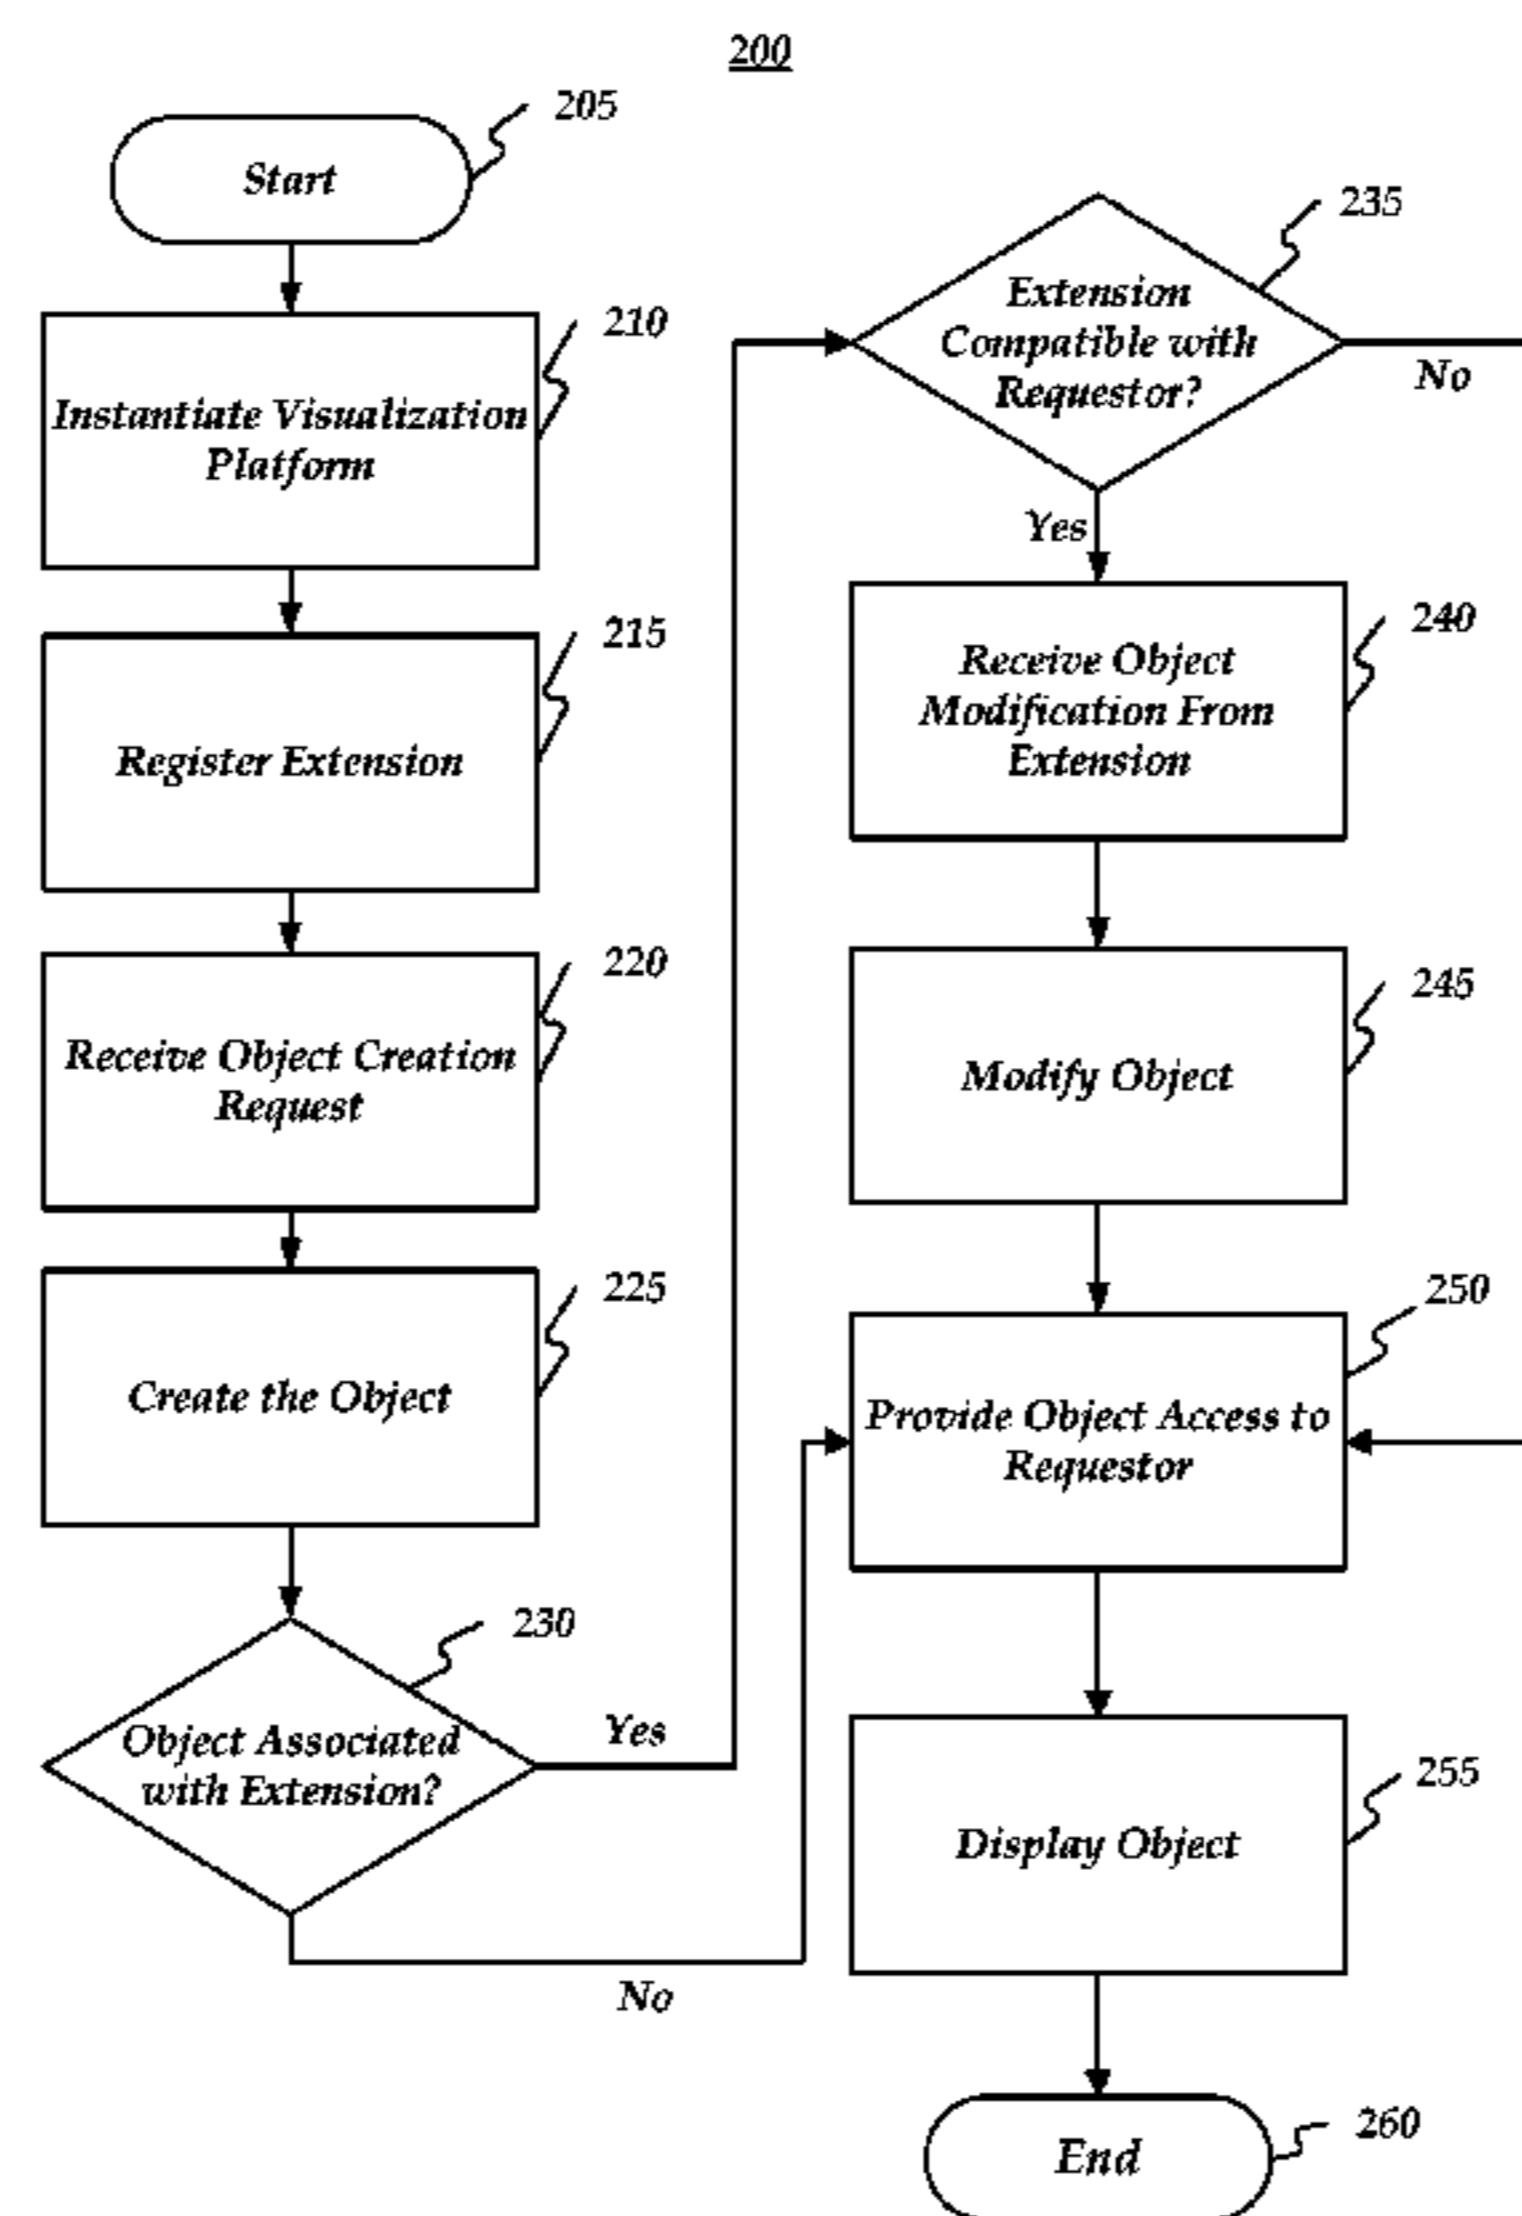 200
205
Start
210
Instantiate Visualization
Platform
215
Register Extension
220
Receive Object Creation
Request
225
Create the Object
230
Object Associated
with Extension?
Yes
No
235
Extension
Compatible with
Requestor?
No
Yes
240
Receive Object
Modification From
Extension
245
Modify Object
250
Provide Object Access to
Requestor
255
Display Object
260
End